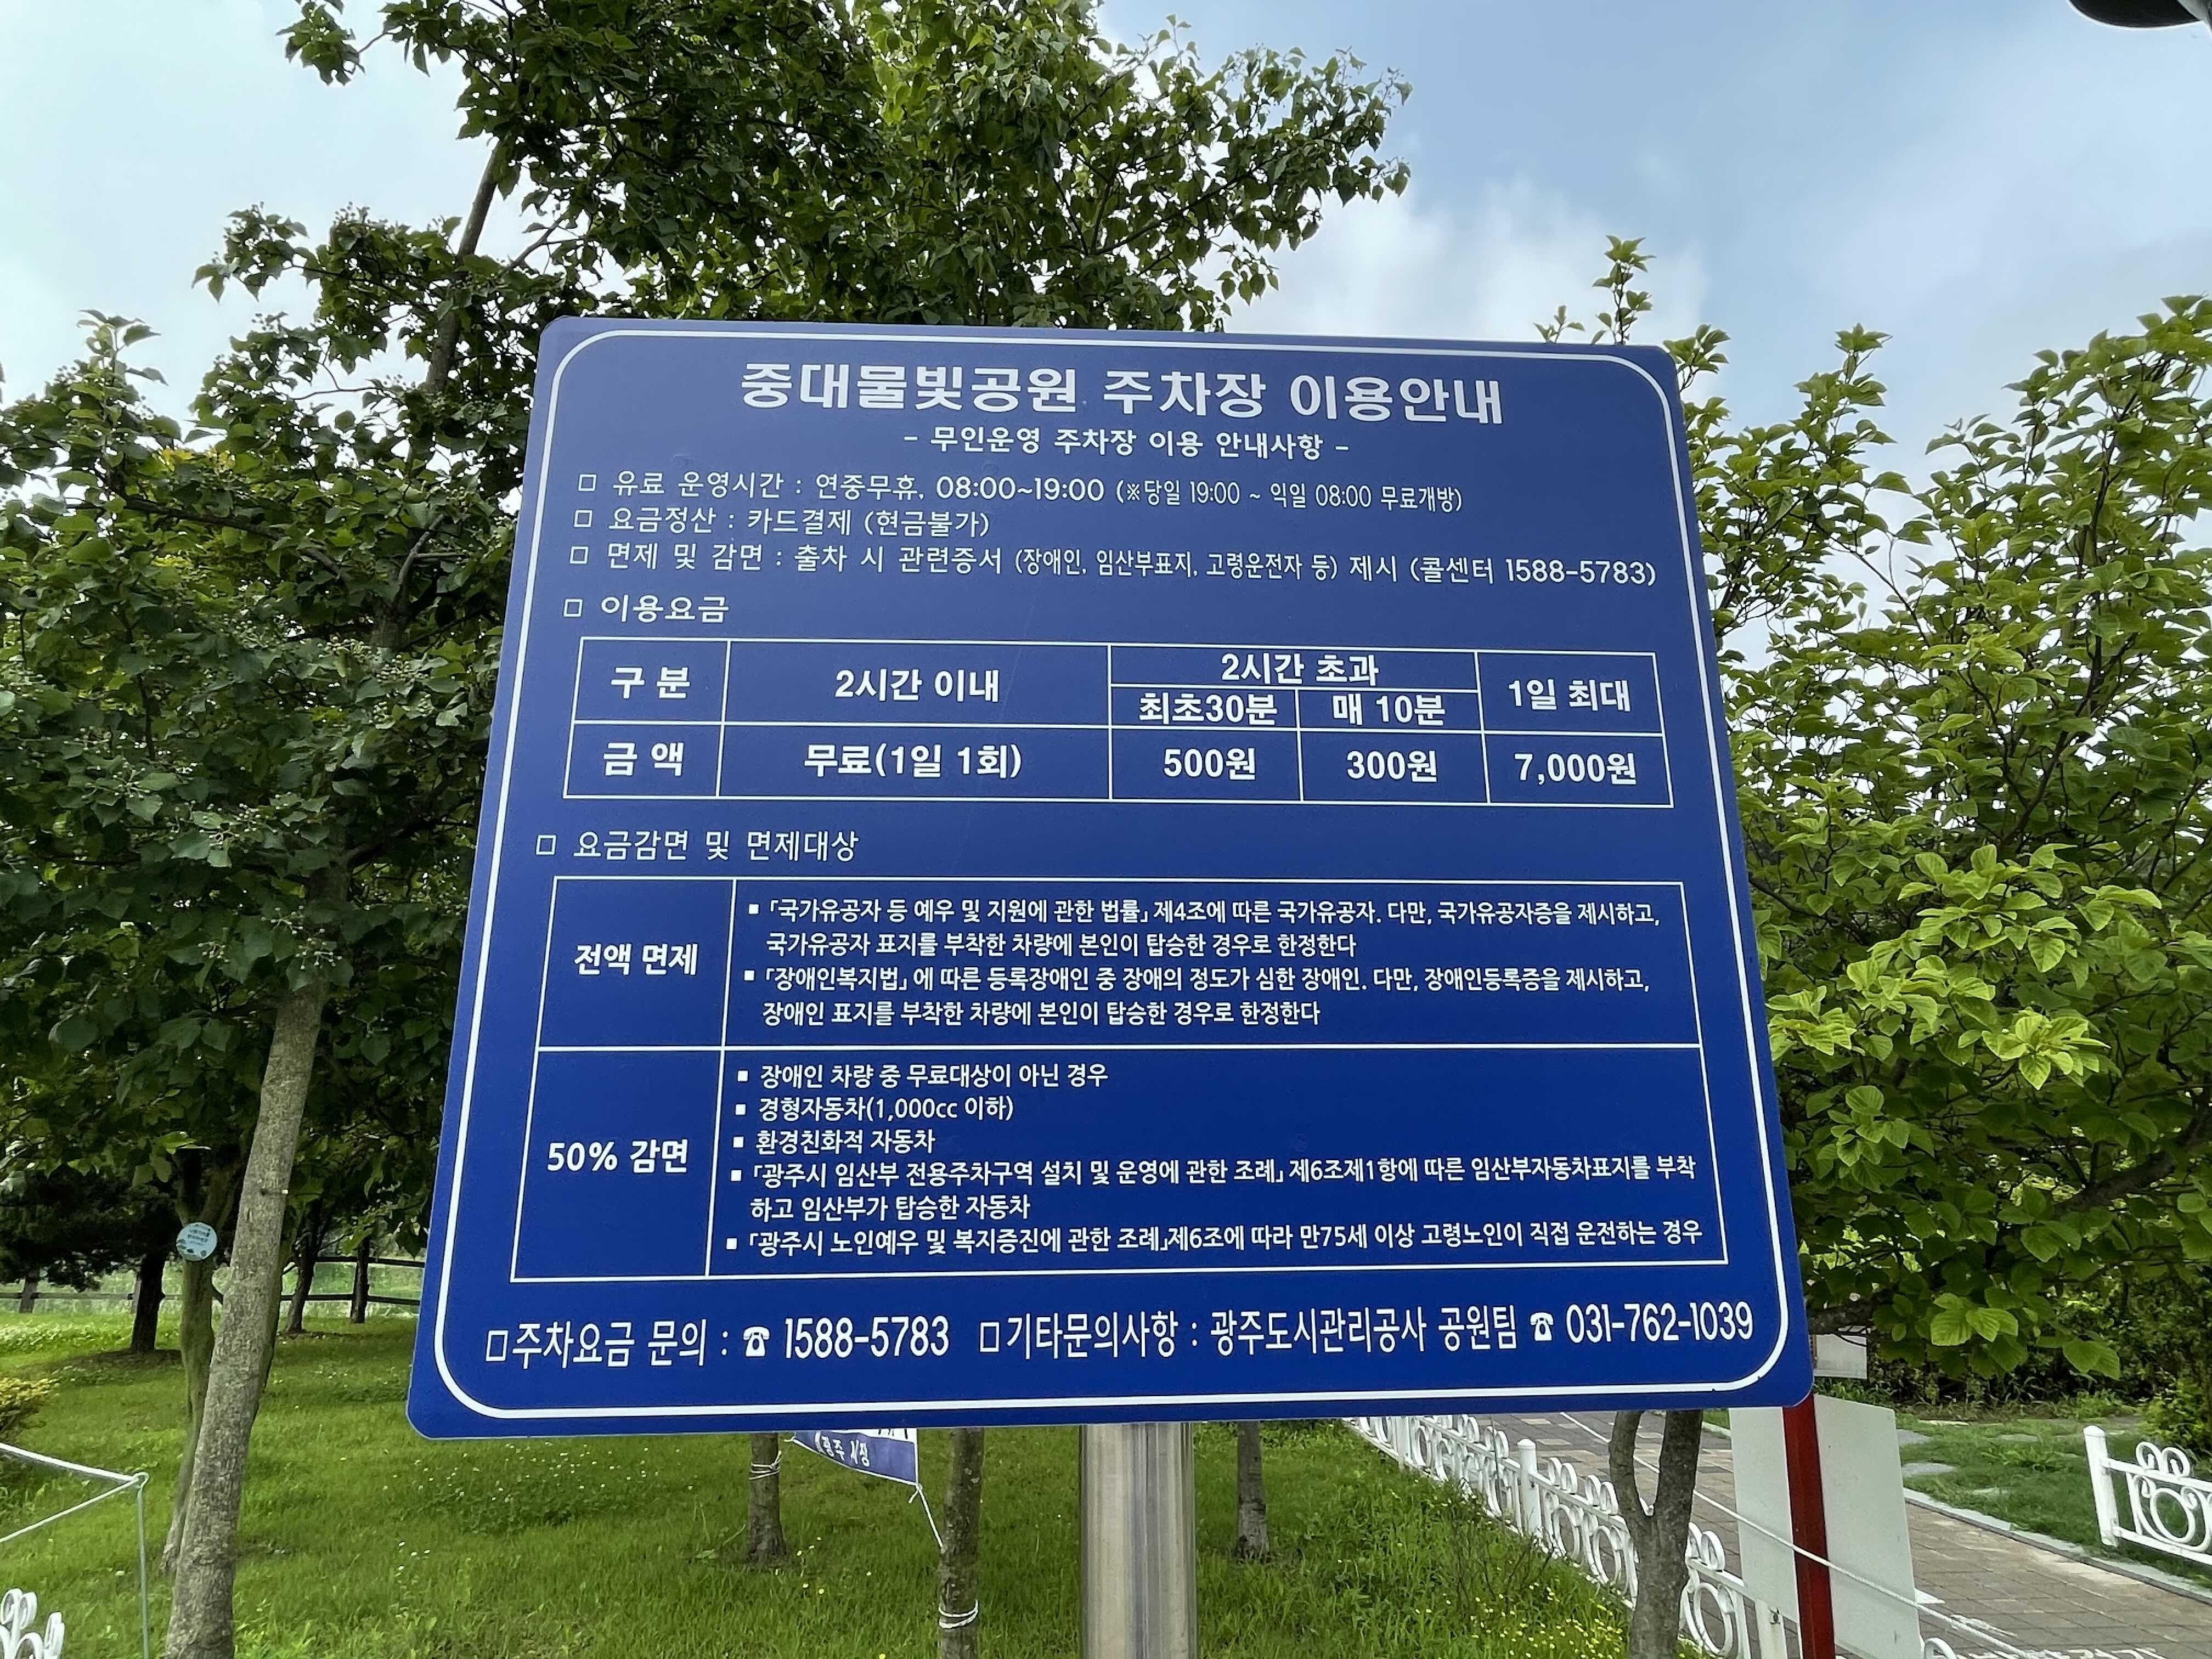 중대물빛공원 주차장 이용안내
- 무인운영 주차장 이용 안내사항 -
□ 유료 운영시간 : 연중무휴, 08:00~19:00 (※당일 19:00 ~ 익일 08:00 무료개방)
□ 요금정산 : 카드결제 (현금불가)
□ 면제 및 감면 : 출차 시 관련증서 (장애인, 임산부표지, 고령운전자 등) 제시 (콜센터 1588-5783)
□ 이용요금
구 분 2시간 이내 2시간 초과 1일 최대
최초30분 매 10분
금 액 무료(1일 1회) 500원 300원 7,000원
□ 요금감면 및 면제대상
전액 면제
▪ 「국가유공자 등 예우 및 지원에 관한 법률」 제4조에 따른 국가유공자. 다만, 국가유공자증을 제시하고,
국가유공자 표지를 부착한 차량에 본인이 탑승한 경우로 한정한다
▪ 「장애인복지법」 에 따른 등록장애인 중 장애의 정도가 심한 장애인. 다만, 장애인등록증을 제시하고,
장애인 표지를 부착한 차량에 본인이 탑승한 경우로 한정한다
50% 감면
▪ 장애인 차량 중 무료대상이 아닌 경우
▪ 경형자동차(1,000cc 이하)
▪ 환경친화적 자동차
▪ 「광주시 임산부 전용주차구역 설치 및 운영에 관한 조례」 제6조제1항에 따른 임산부자동차표지를 부착
하고 임산부가 탑승한 자동차
▪ 「광주시 노인예우 및 복지증진에 관한 조례」제6조에 따라 만75세 이상 고령노인이 직접 운전하는 경우
□주차요금 문의 : ☎ 1588-5783 □기타문의사항 : 광주도시관리공사 공원팀 ☎ 031-762-1039